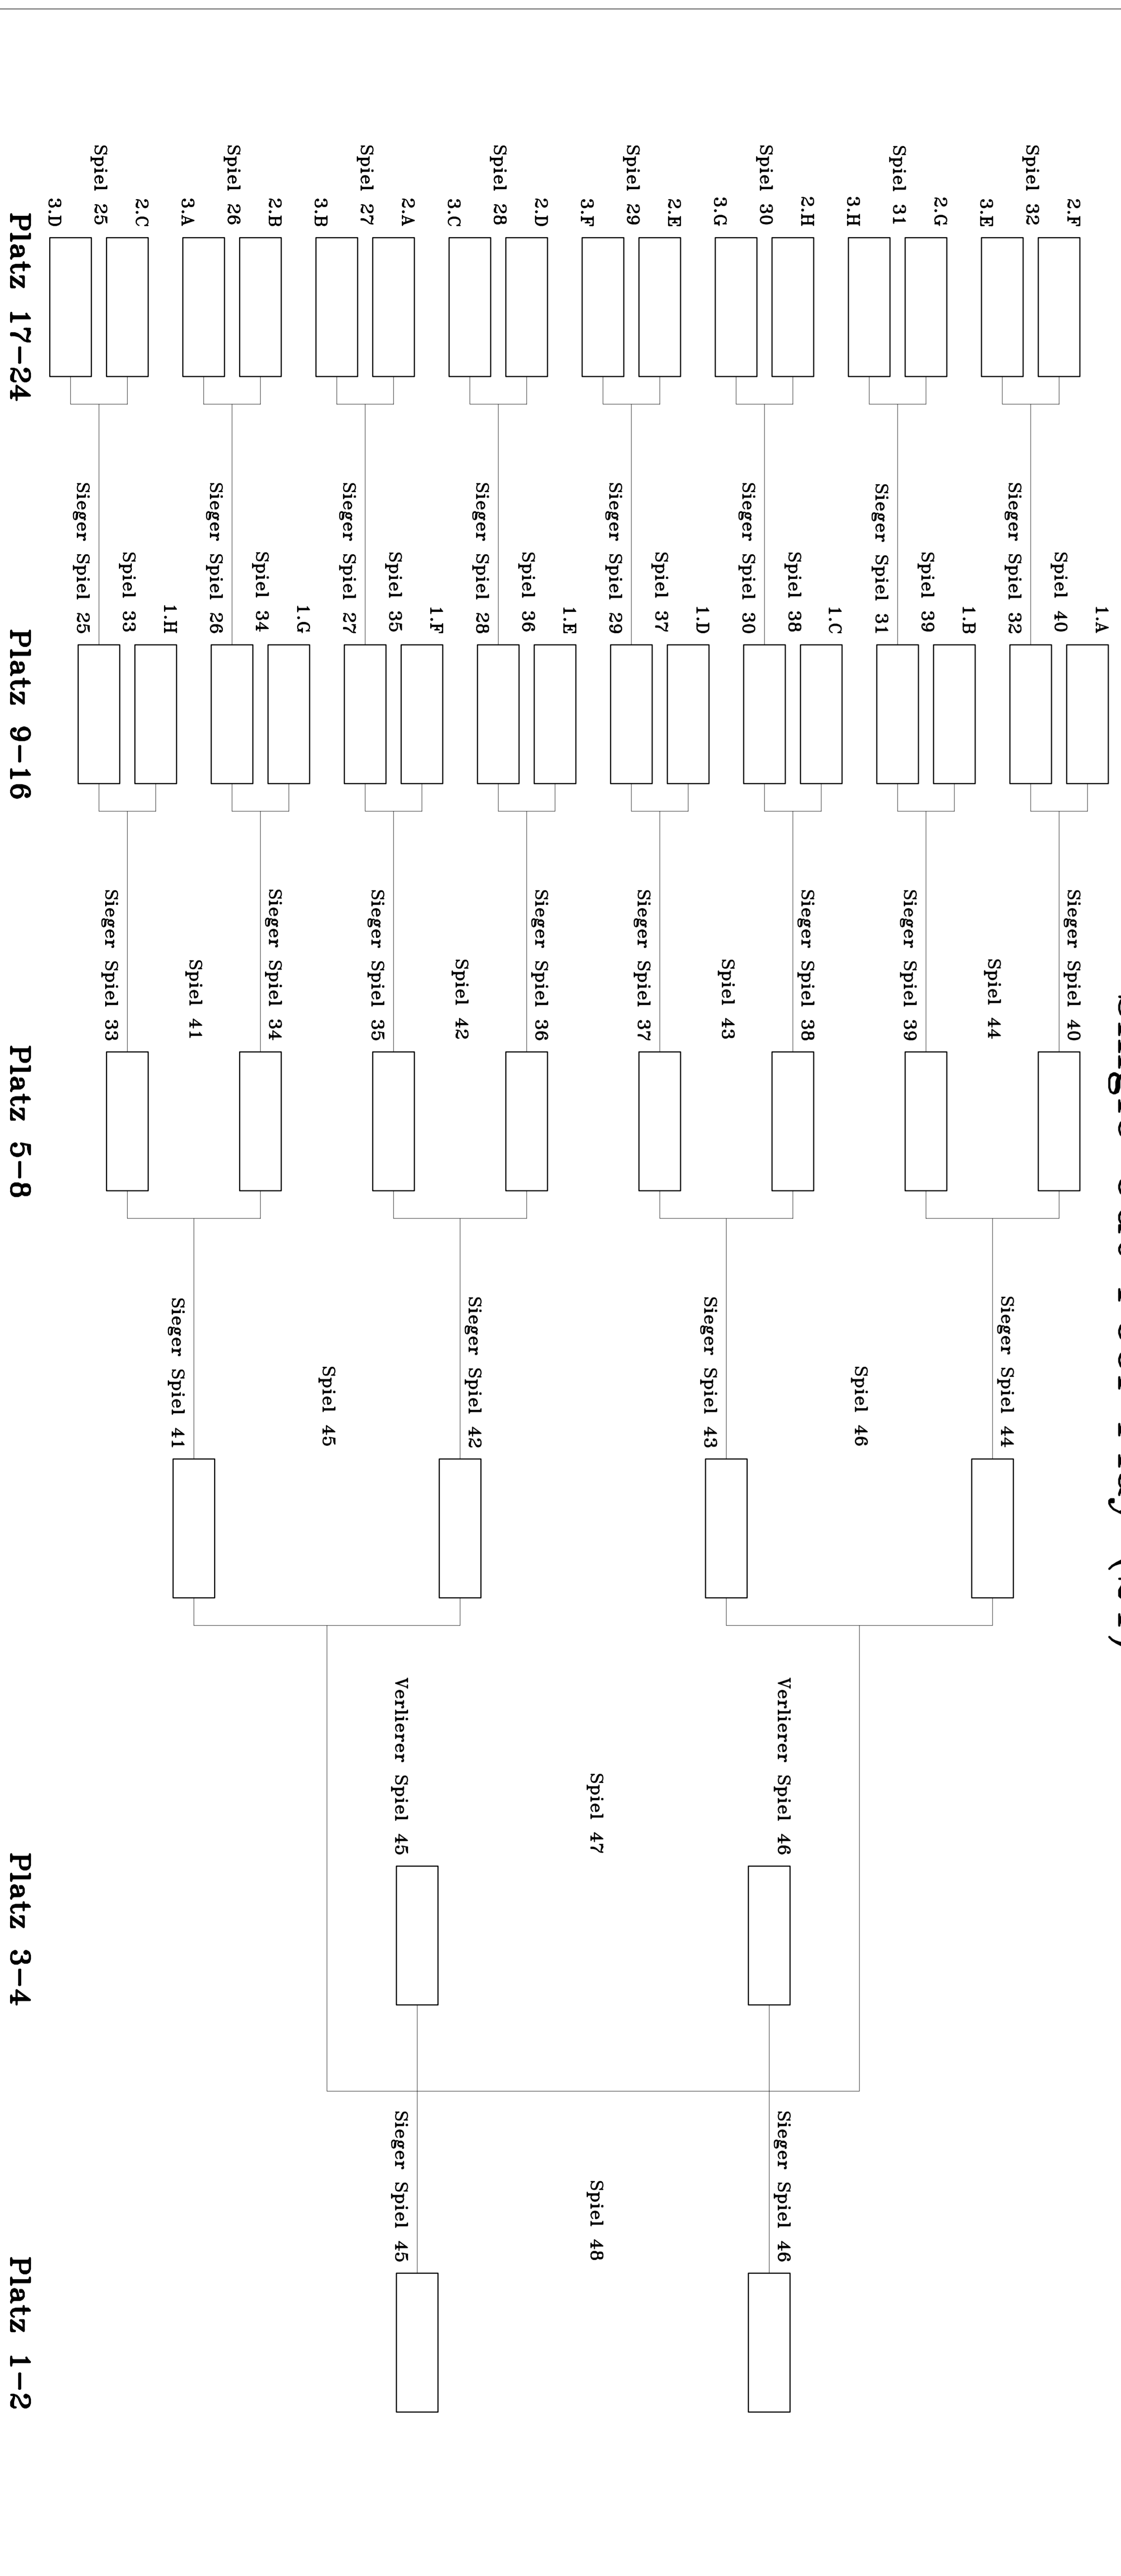 2.F
Spiel 32
3.E
2.G
Spiel 31
3.H
2.H
Spiel 30
3.G
2.E
Spiel 29
3.F
2.D
Spiel 28
3.C
2.A
Spiel 27
3.B
2.B
Spiel 26
3.A
2.C
Spiel 25
3.D
Platz 17-24
1.A
Spiel 40
Sieger Spiel 32
1.B
Spiel 39
Sieger Spiel 31
1.C
Spiel 38
Sieger Spiel 30
1.D
Spiel 37
Sieger Spiel 29
1.E
Spiel 36
Sieger Spiel 28
1.F
Spiel 35
Sieger Spiel 27
1.G
Spiel 34
Sieger Spiel 26
1.H
Spiel 33
Sieger Spiel 25
Platz 9-16
Sieger Spiel 40
Spiel 44
Sieger Spiel 39
Sieger Spiel 38
Spiel 43
Sieger Spiel 37
Sieger Spiel 36
Spiel 42
Sieger Spiel 35
Sieger Spiel 34
Spiel 41
Sieger Spiel 33
Platz 5-8
Sieger Spiel 44
Spiel 46
Sieger Spiel 43
Sieger Spiel 42
Spiel 45
Sieger Spiel 41
Verlierer Spiel 46
Spiel 47
Verlierer Spiel 45
Platz 3-4
Sieger Spiel 46
Spiel 48
Sieger Spiel 45
Platz 1-2